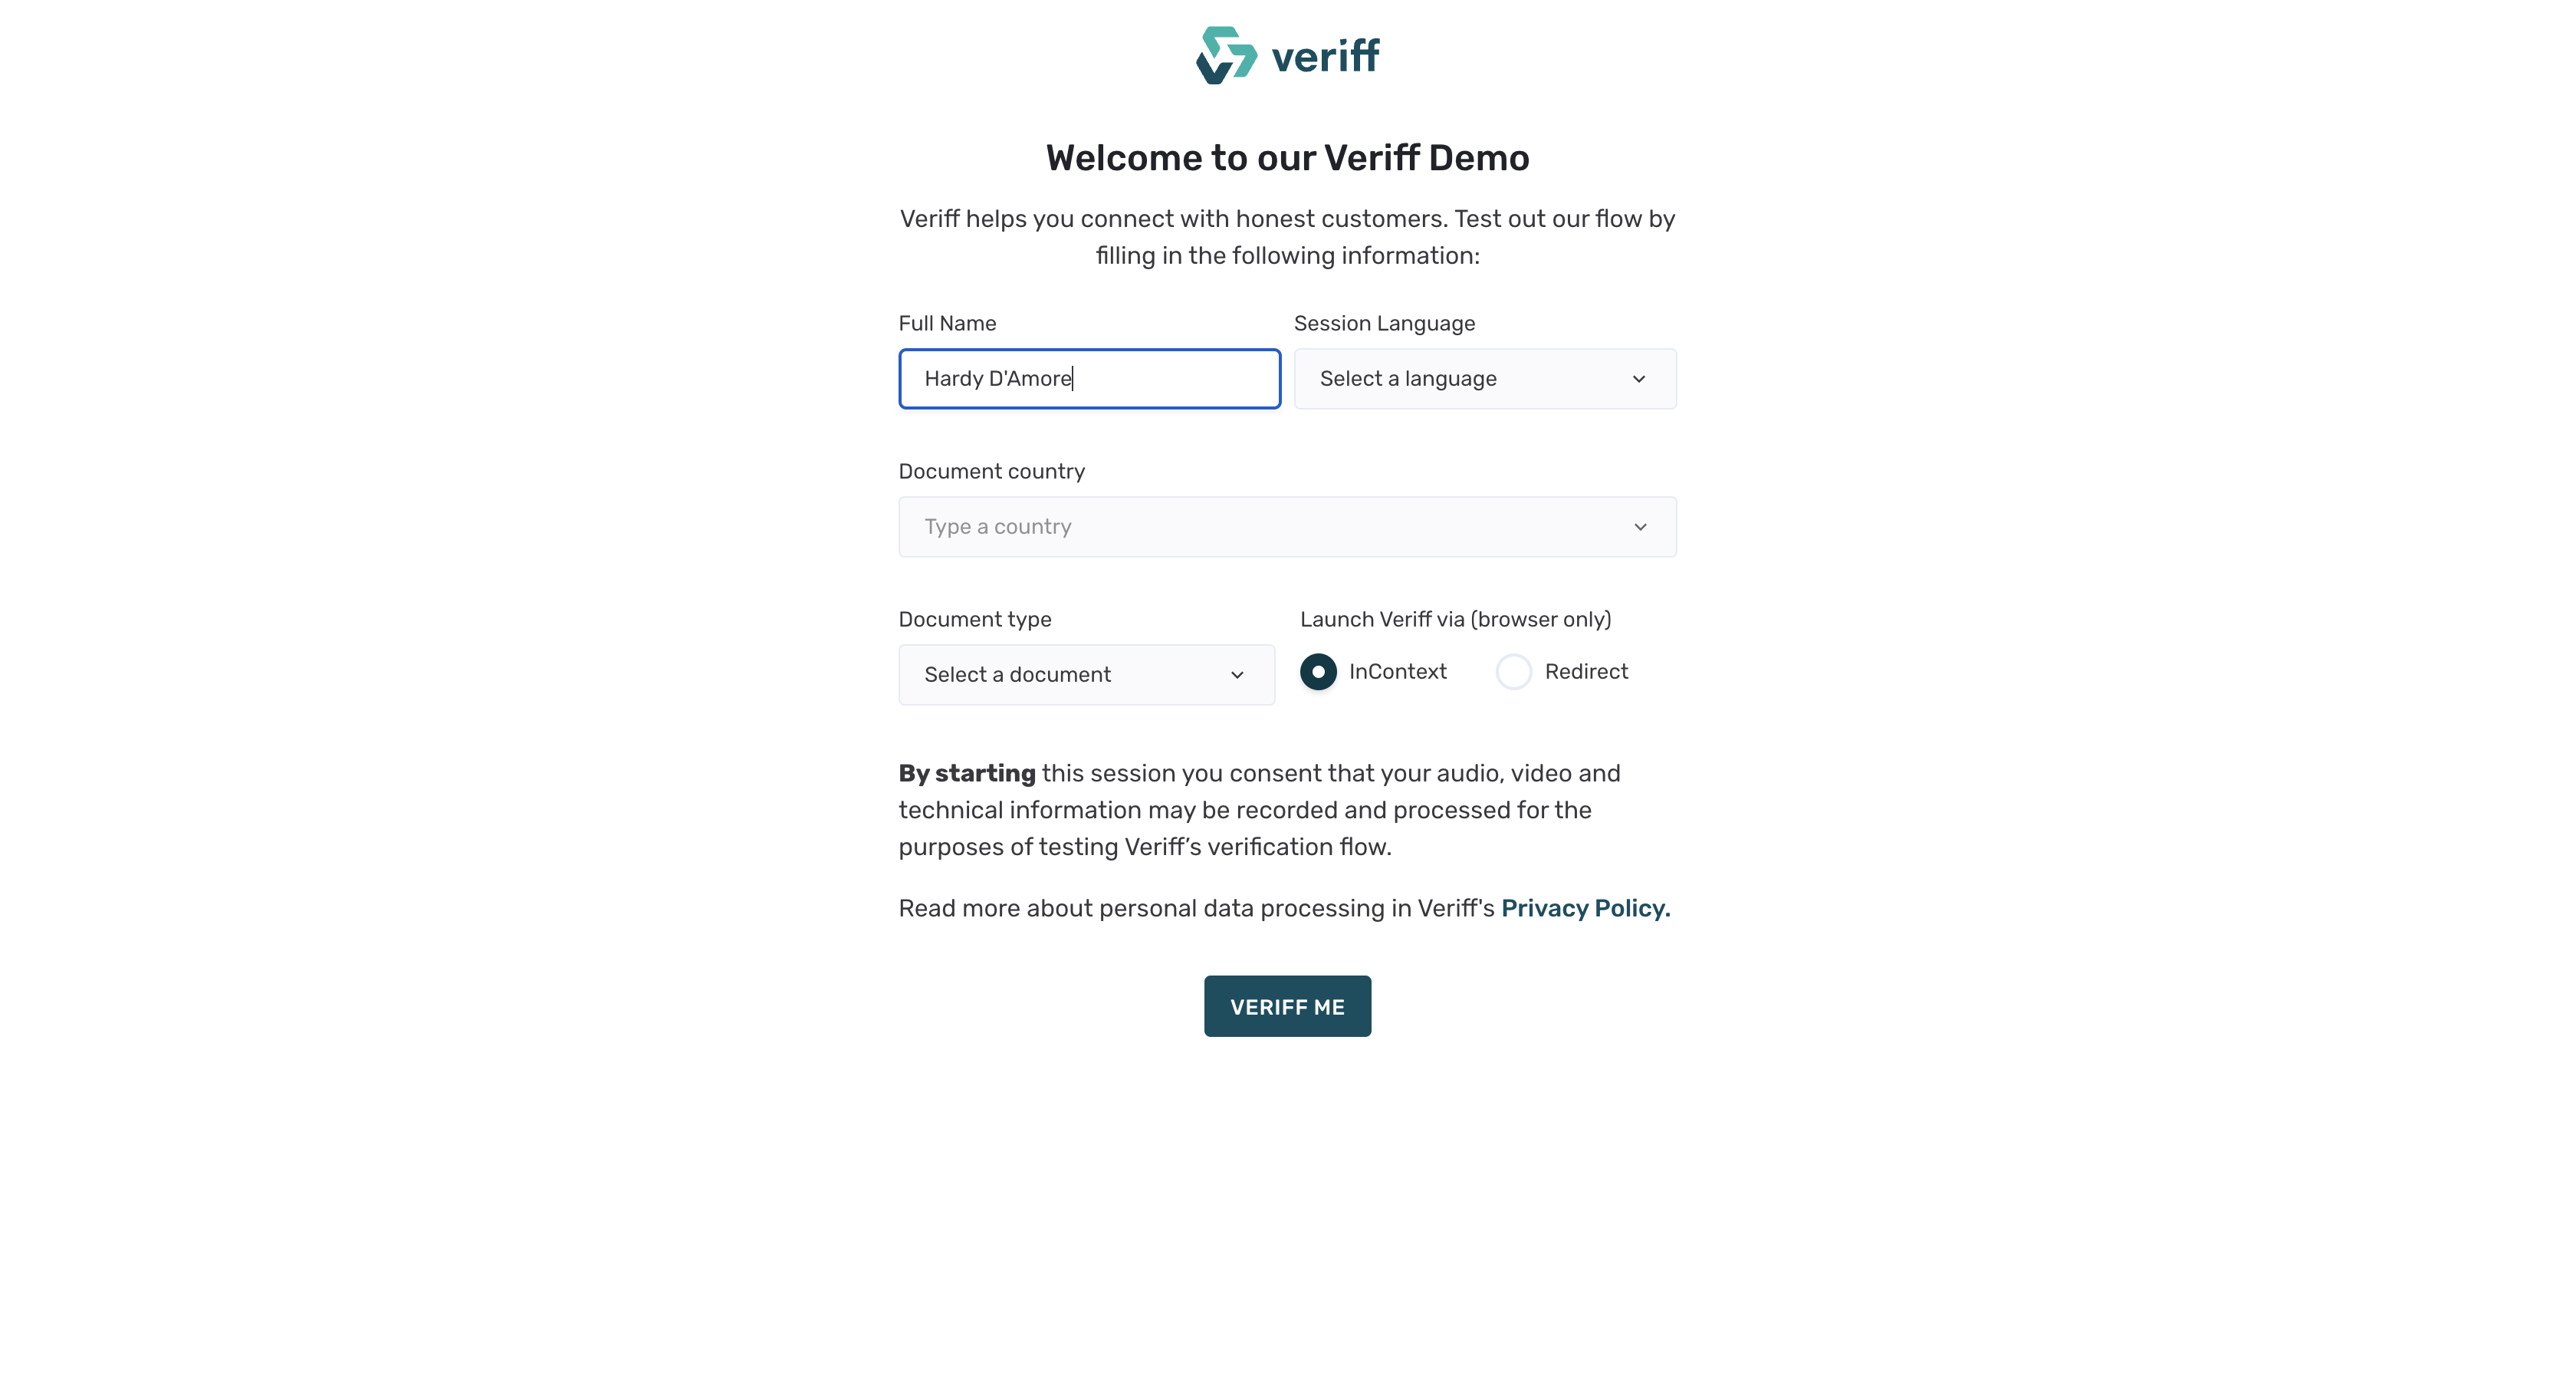 veriff
Welcome to our Veriff Demo
Veriff helps you connect with honest customers. Test out our flow by
filling in the following information:
Full Name
Hardy D'Amore
Session Language
Select a language
Document country
Type a country
Document type
Select a document
Launch Veriff via (browser only)
InContext
Redirect
By starting this session you consent that your audio, video and
technical information may be recorded and processed for the
purposes of testing Veriff’s verification flow.
Read more about personal data processing in Veriff's Privacy Policy.
VERIFF ME